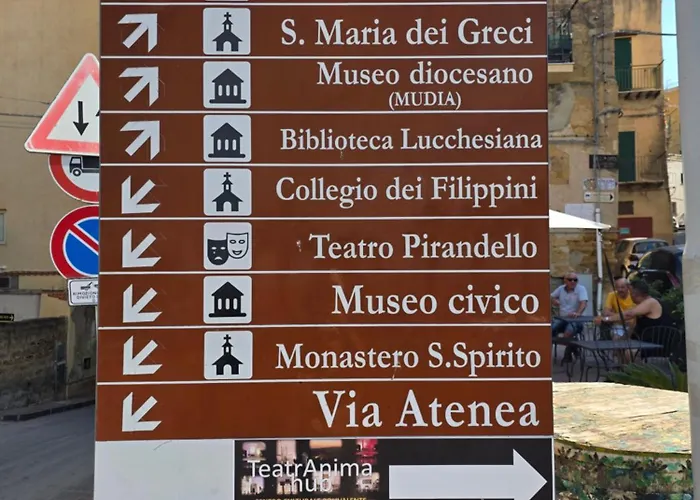 S. Maria dei Greci
Museo diocesano
(MUDIA)
Biblioteca Lucchesiana
Collegio dei Filippini
Teatro Pirandello
Museo civico
Monastero S.Spirito
Via Atenea
TeatrAnima
hub